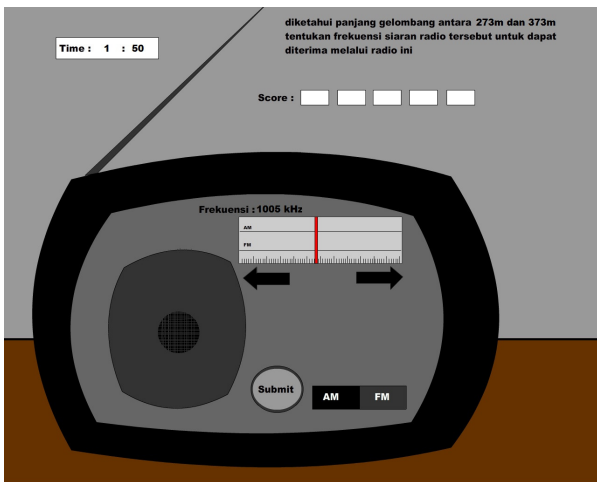 diketahui panjang gelombang antara 273m dan 373m
tentukan frekuensi siaran radio tersebut untuk dapat
diterima melalui radio ini
Time : 1 : 50
Score :
Frekuensi : 1005 kHz
AM
FM
Submit
AM FM